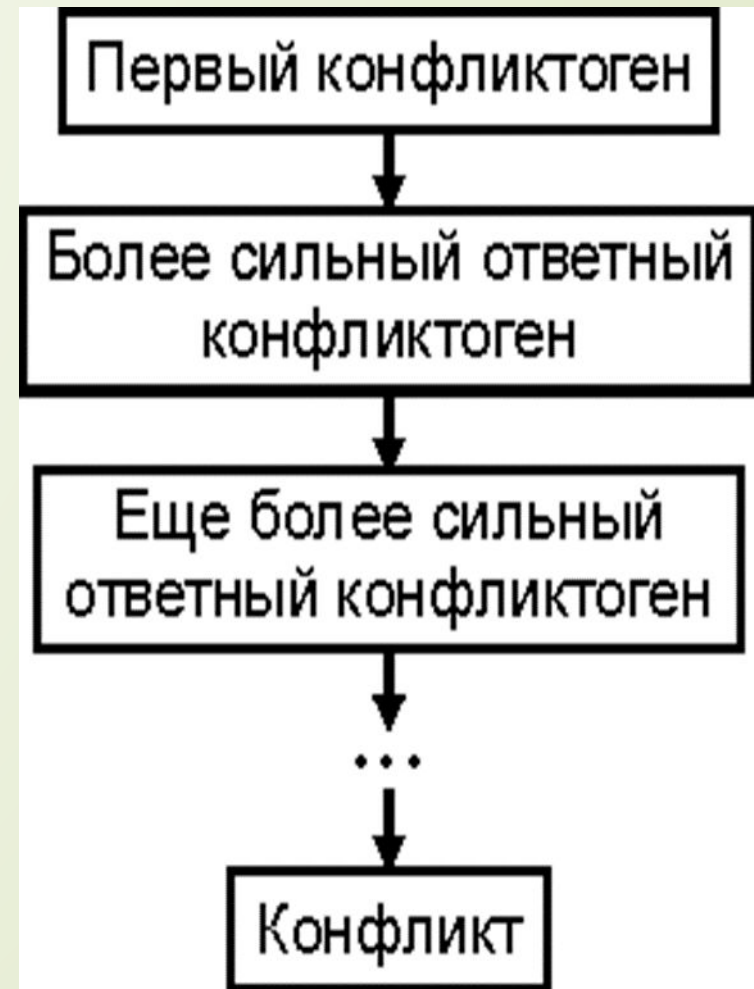 Первый конфликтоген
Более сильный ответный
конфликтоген
Еще более сильный
ответный конфликтоген
...
Конфликт